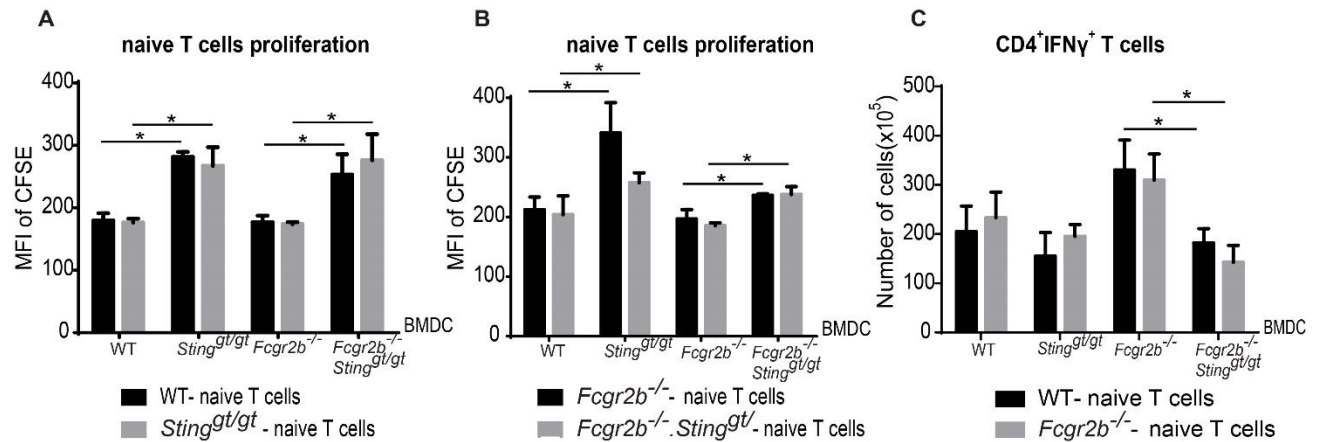 A
naive T cells proliferation
MFI of CFSE
400
300
200
100
0
* * * *
WT Sting^gt/gt Fcgr2b^-/- Fcgr2b^-/- Sting^gt/gt BMDC
WT- naive T cells
Sting^gt/gt - naive T cells
B
naive T cells proliferation
MFI of CFSE
400
300
200
100
0
* * * *
WT Sting^gt/gt Fcgr2b^-/- Fcgr2b^-/- Sting^gt/gt BMDC
Fcgr2b^-/-- naive T cells
Fcgr2b^-/-.Sting^gt/- naive T cells
C
CD4⁺IFNγ⁺ T cells
Number of cells(x10⁵)
500
400
300
200
100
0
* *
WT Sting^gt/gt Fcgr2b^-/- Fcgr2b^-/- Sting^gt/gt BMDC
WT- naive T cells
Fcgr2b^-/-- naive T cells